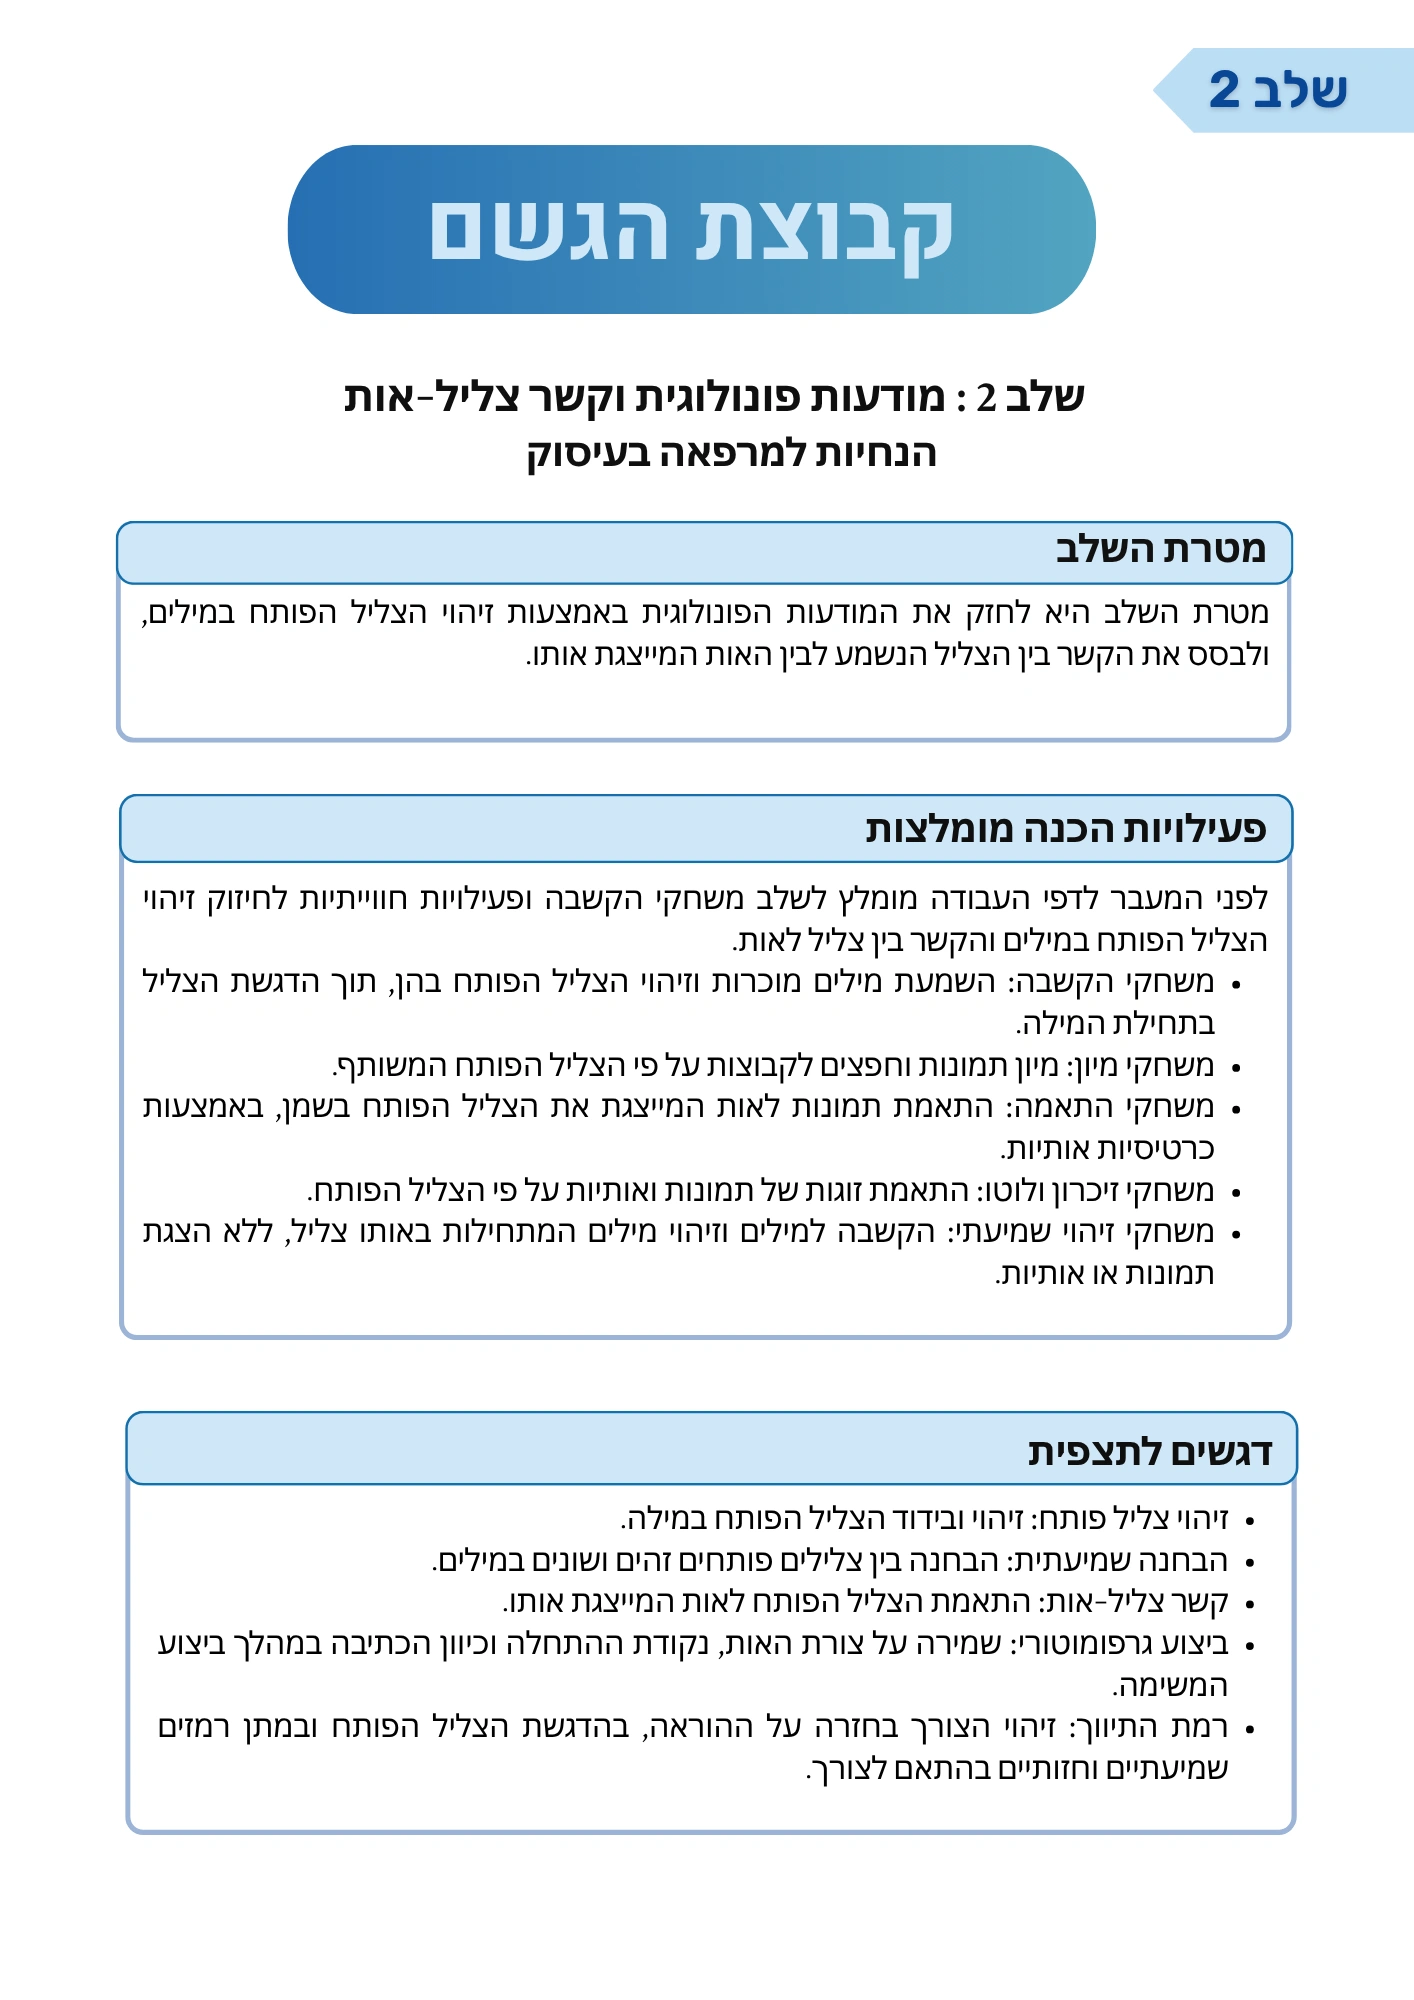 שלב 2
קבוצת הגשם
שלב 2 : מודעות פונולוגית וקשר צליל-אות
הנחיות למרפאה בעיסוק
מטרת השלב
מטרת השלב היא לחזק את המודעות הפונולוגית באמצעות זיהוי הצליל הפותח במילים,
ולבסס את הקשר בין הצליל הנשמע לבין האות המייצגת אותו.
פעילויות הכנה מומלצות
לפני המעבר לדפי העבודה מומלץ לשלב משחקי הקשבה ופעילויות חווייתיות לחיזוק זיהוי
הצליל הפותח במילים והקשר בין צליל לאות.
• משחקי הקשבה: השמעת מילים מוכרות וזיהוי הצליל הפותח בהן, תוך הדגשת הצליל
בתחילת המילה.
• משחקי מיון: מיון תמונות וחפצים לקבוצות על פי הצליל הפותח המשותף.
• משחקי התאמה: התאמת תמונות לאות המייצגת את הצליל הפותח בשמן, באמצעות
כרטיסיות אותיות.
• משחקי זיכרון ולוטו: התאמת זוגות של תמונות ואותיות על פי הצליל הפותח.
• משחקי זיהוי שמיעתי: הקשבה למילים וזיהוי מילים המתחילות באותו צליל, ללא הצגת
תמונות או אותיות.
דגשים לתצפית
• זיהוי צליל פותח: זיהוי ובידוד הצליל הפותח במילה.
• הבחנה שמיעתית: הבחנה בין צלילים פותחים זהים ושונים במילים.
• קשר צליל-אות: התאמת הצליל הפותח לאות המייצגת אותו.
• ביצוע גרפומוטורי: שמירה על צורת האות, נקודת ההתחלה וכיוון הכתיבה במהלך ביצוע
המשימה.
• רמת התיווך: זיהוי הצורך בחזרה על ההוראה, בהדגשת הצליל הפותח ובמתן רמזים
שמיעתיים וחזותיים בהתאם לצורך.